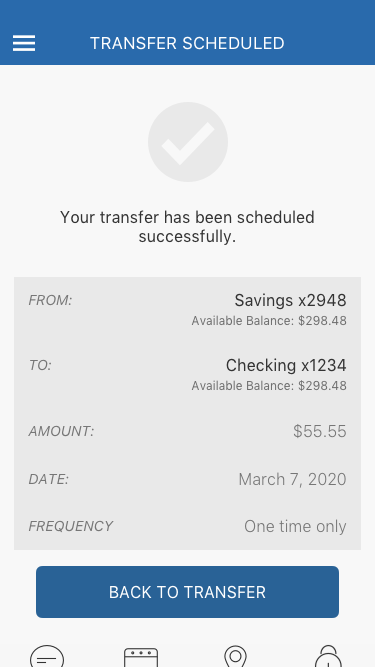 TRANSFER SCHEDULED
Your transfer has been scheduled
successfully.
FROM: Savings x2948
Available Balance: $298.48
TO: Checking x1234
Available Balance: $298.48
AMOUNT: $55.55
DATE: March 7, 2020
FREQUENCY One time only
BACK TO TRANSFER